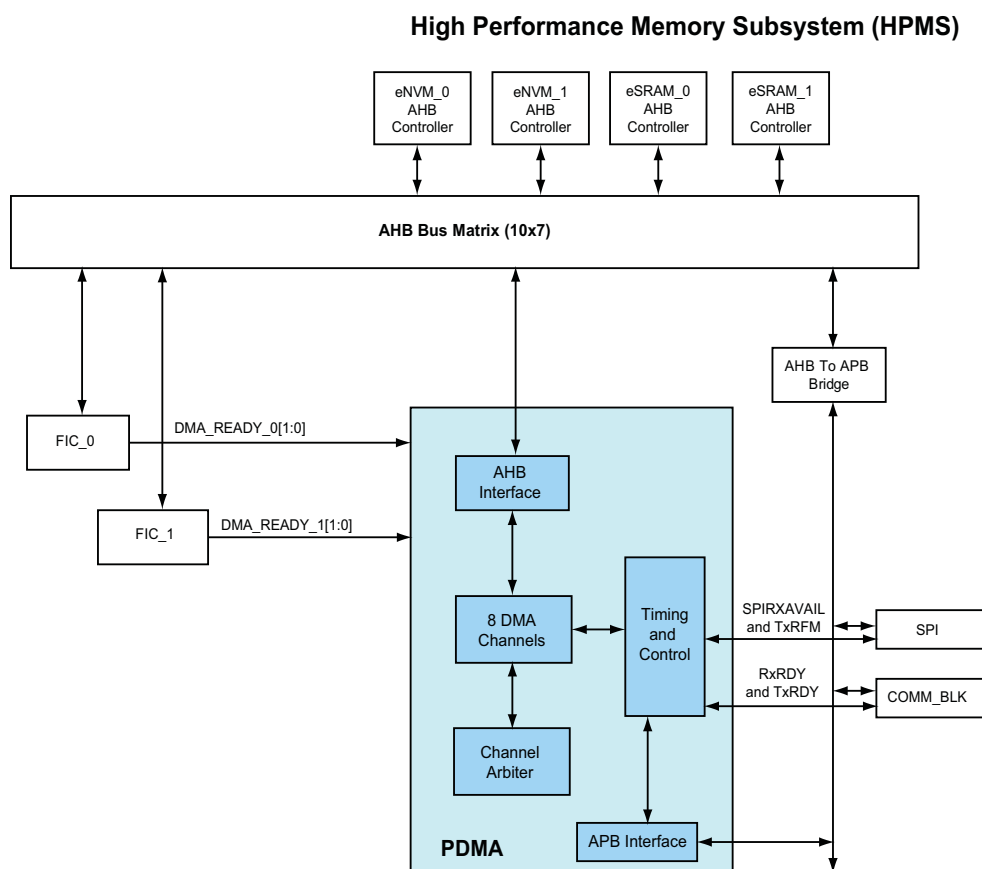 High Performance Memory Subsystem (HPMS)
eNVM_0
AHB
Controller
eNVM_1
AHB
Controller
eSRAM_0
AHB
Controller
eSRAM_1
AHB
Controller
AHB Bus Matrix (10x7)
AHB To APB
Bridge
FIC_0
DMA_READY_0[1:0]
AHB
Interface
FIC_1
DMA_READY_1[1:0]
8 DMA
Channels
Timing
and
Control
SPIRXAVAIL
and TxRFM
SPI
RxRDY
and TxRDY
COMM_BLK
Channel
Arbiter
APB Interface
PDMA